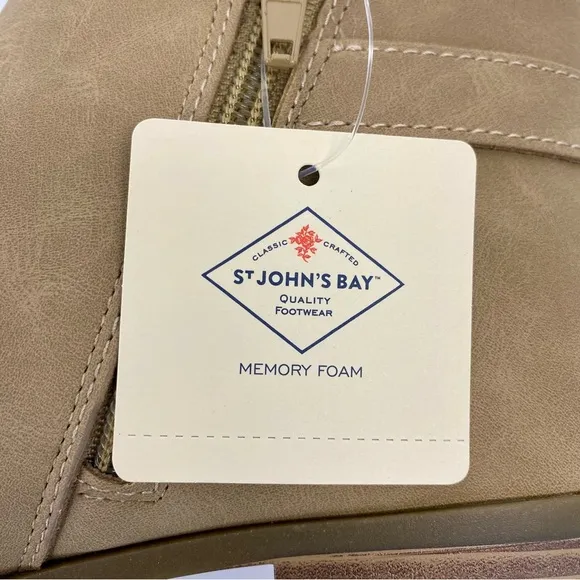 CLASSIC CRAFTED
ST JOHN'S BAY™
QUALITY
FOOTWEAR
MEMORY FOAM